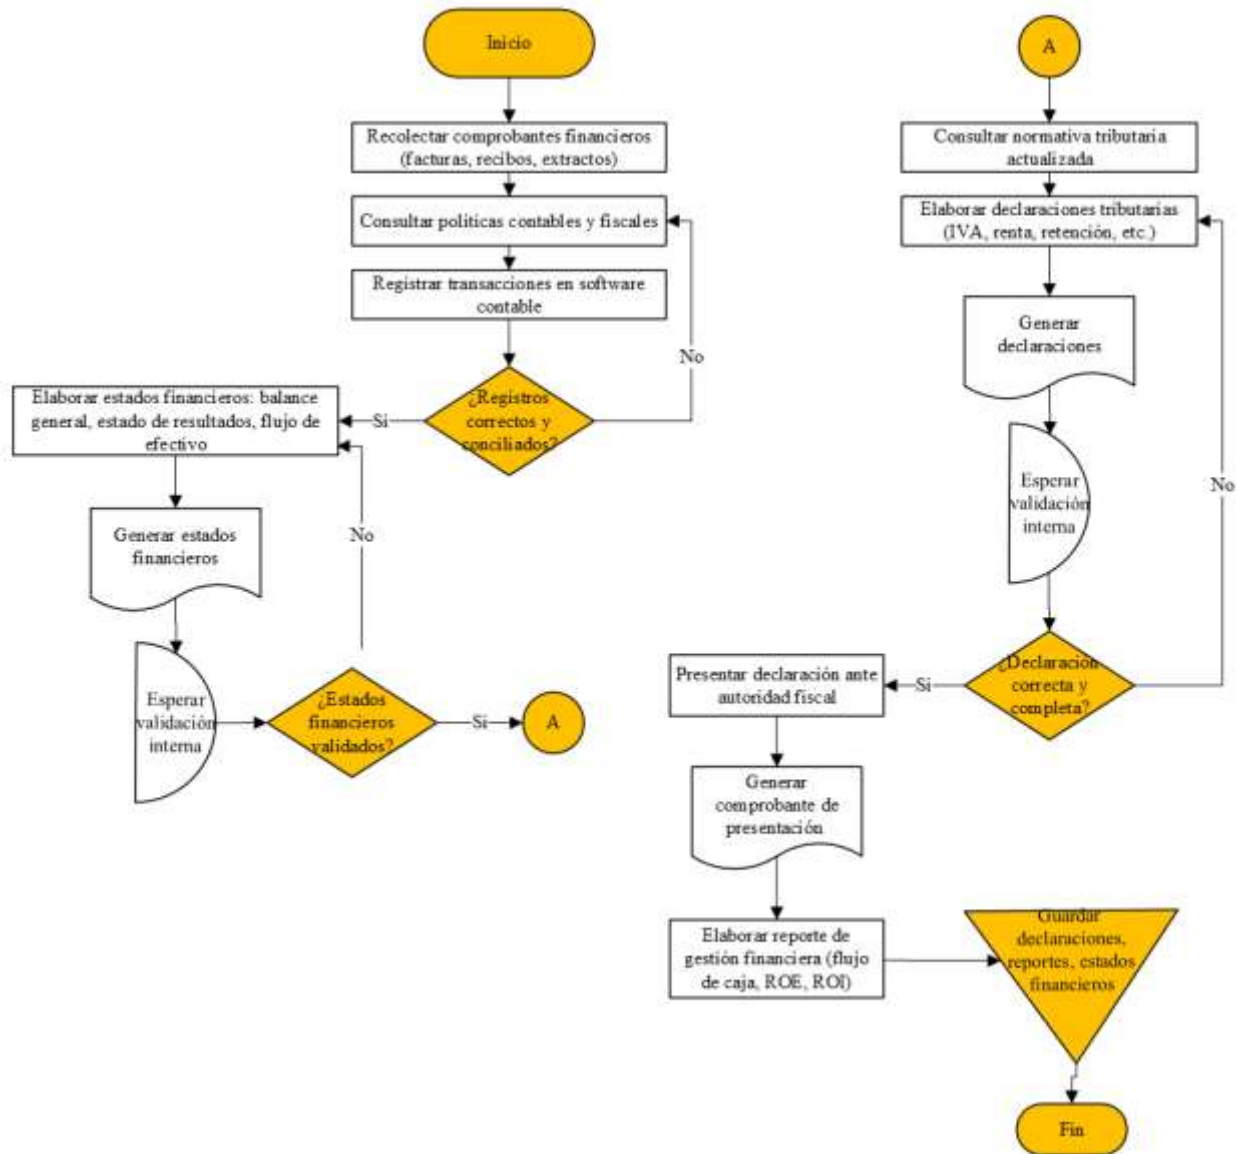 Inicio
Recolectar comprobantes financieros
(facturas, recibos, extractos)
Consultar políticas contables y fiscales
Registrar transacciones en software
contable
¿Registros
correctos y
conciliados?
No
Si
Elaborar estados financieros: balance
general, estado de resultados, flujo de
efectivo
Generar estados
financieros
No
Esperar
validación
interna
¿Estados
financieros
validados?
Si
A
A
Consultar normativa tributaria
actualizada
Elaborar declaraciones tributarias
(IVA, renta, retención, etc.)
Generar
declaraciones
Esperar
validación
interna
No
¿Declaración
correcta y
completa?
Si
Presentar declaración ante
autoridad fiscal
Generar
comprobante de
presentación
Elaborar reporte de
gestión financiera (flujo
de caja, ROE, ROI)
Guardar
declaraciones,
reportes, estados
financieros
Fin